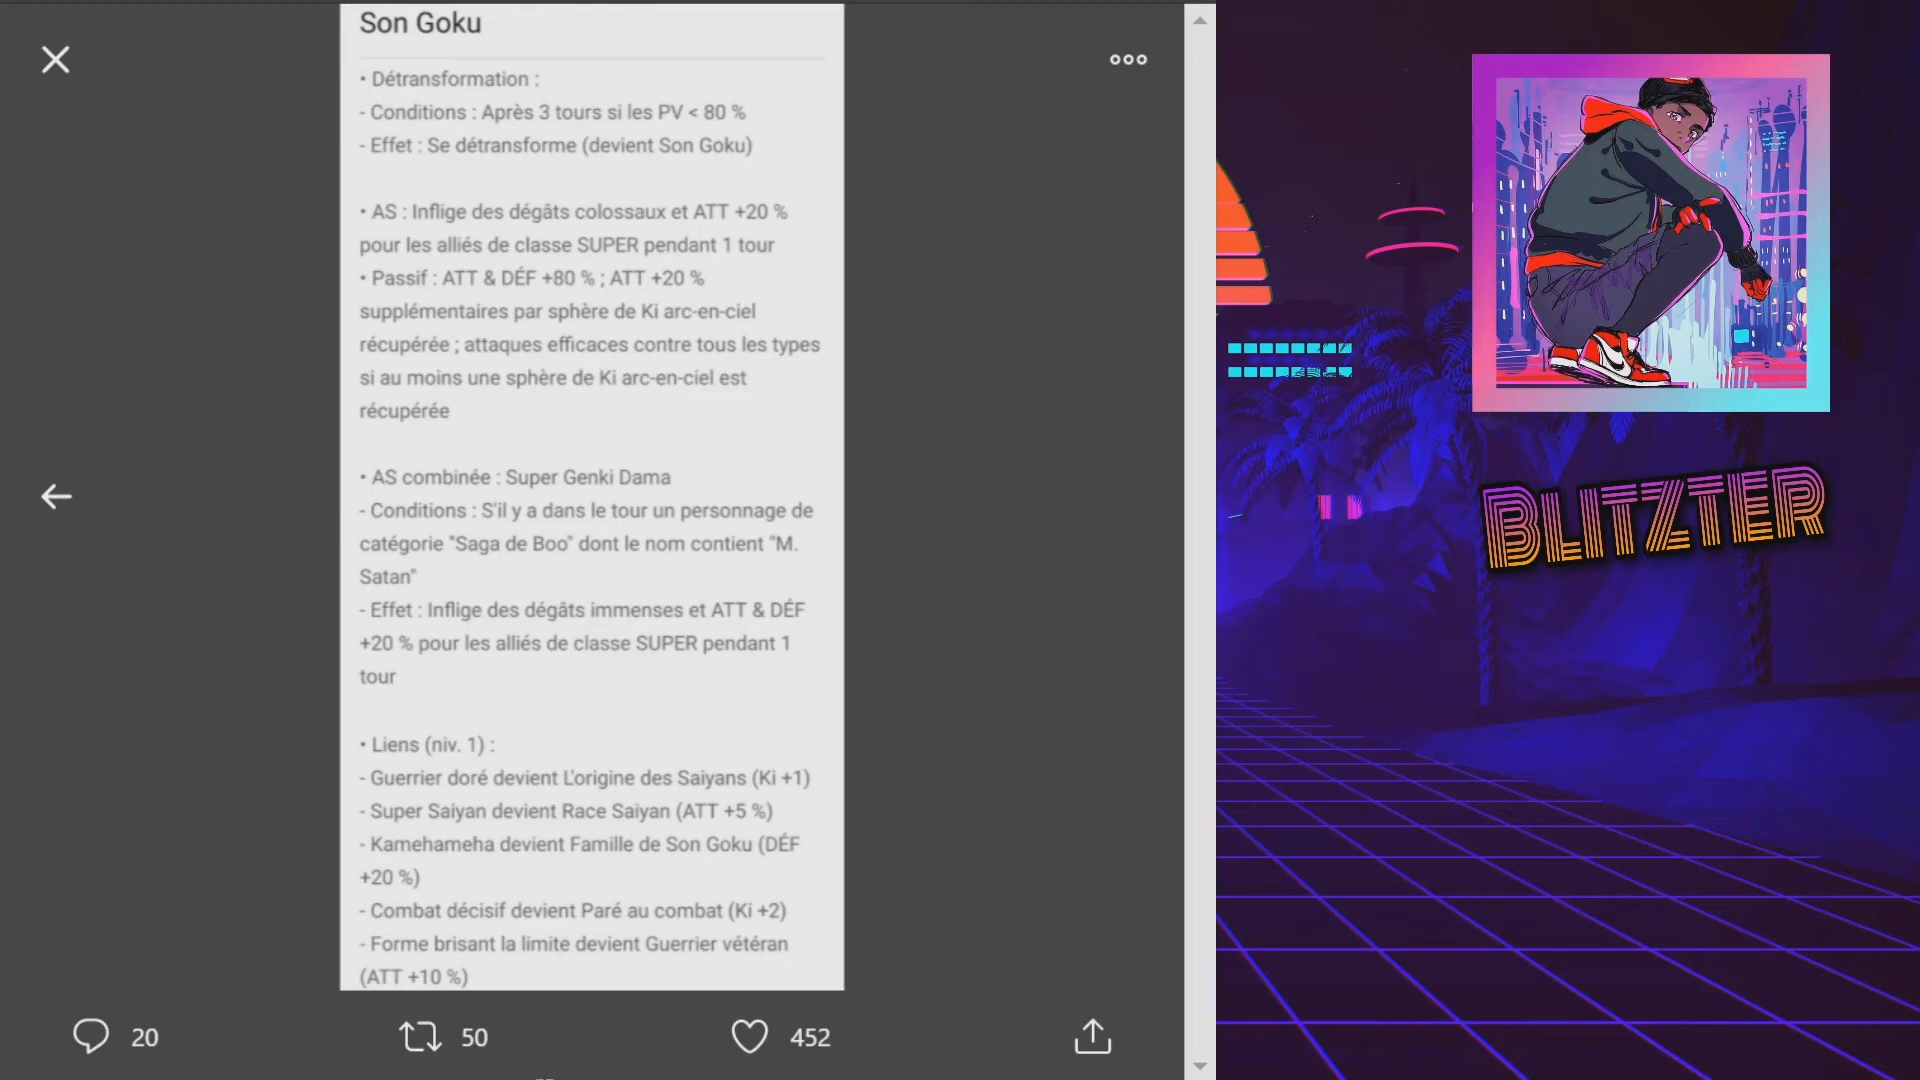 Son Goku
• Détransformation :
- Conditions : Après 3 tours si les PV < 80 %
- Effet : Se détransforme (devient Son Goku)
• AS : Inflige des dégâts colossaux et ATT +20 %
pour les alliés de classe SUPER pendant 1 tour
• Passif : ATT & DÉF +80 % ; ATT +20 %
supplémentaires par sphère de Ki arc-en-ciel
récupérée ; attaques efficaces contre tous les types
si au moins une sphère de Ki arc-en-ciel est
récupérée
• AS combinée : Super Genki Dama
- Conditions : S'il y a dans le tour un personnage de
catégorie "Saga de Boo" dont le nom contient "M.
Satan"
- Effet : Inflige des dégâts immenses et ATT & DÉF
+20 % pour les alliés de classe SUPER pendant 1
tour
• Liens (niv. 1) :
- Guerrier doré devient L'origine des Saiyans (Ki +1)
- Super Saiyan devient Race Saiyan (ATT +5 %)
- Kamehameha devient Famille de Son Goku (DÉF
+20 %)
- Combat décisif devient Paré au combat (Ki +2)
- Forme brisant la limite devient Guerrier vétéran
(ATT +10 %)
20 50 452
BLITZTER